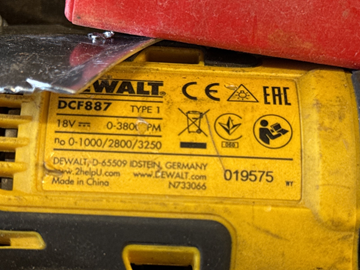 DEWALT
DCF887 TYPE 1
18V 0-3800 PM
no 0-1000/2800/3250
DEWALT, D-65509 IDSTEIN, GERMANY
www.2helpU.com www.DEWALT.com
Made in China N733066
CE EAC
019575